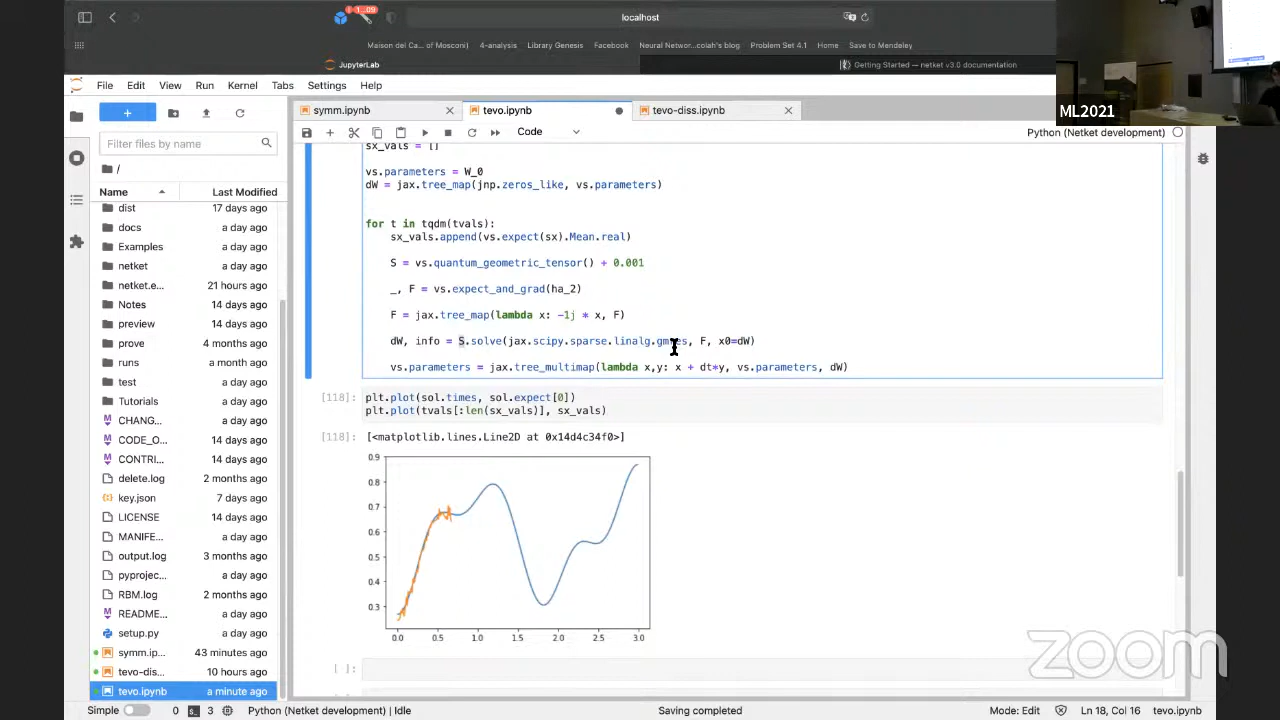 localhost
Maison del Ca... of Mosconi) 4-analysis Library Genesis Facebook Neural Networ...colah's blog Problem Set 4.1 Home Save to Mendeley
JupyterLab Getting Started — netket v3.0 documentation
ML2021
File Edit View Run Kernel Tabs Settings Help
symm.ipynb tevo.ipynb tevo-diss.ipynb
Code Python (Netket development)
Filter files by name
/
Name Last Modified
dist 17 days ago
docs a day ago
Examples a day ago
netket a day ago
netket.e... 21 hours ago
Notes 14 days ago
preview 14 days ago
prove 4 months ago
runs a month ago
test a day ago
Tutorials a day ago
CHANG... a day ago
CODE_O... 14 days ago
CONTRI... 14 days ago
delete.log 2 months ago
key.json 7 days ago
LICENSE 14 days ago
MANIFE... a day ago
output.log 3 months ago
pyprojec... a day ago
RBM.log 2 months ago
README... a day ago
setup.py a day ago
symm.ip... 43 minutes ago
tevo-dis... 10 hours ago
tevo.ipynb a minute ago
sx_vals = []
vs.parameters = W_0
dW = jax.tree_map(jnp.zeros_like, vs.parameters)
for t in tqdm(tvals):
sx_vals.append(vs.expect(sx).Mean.real)
S = vs.quantum_geometric_tensor() + 0.001
_, F = vs.expect_and_grad(ha_2)
F = jax.tree_map(lambda x: -1j * x, F)
dW, info = S.solve(jax.scipy.sparse.linalg.gmres, F, x0=dW)
vs.parameters = jax.tree_multimap(lambda x,y: x + dt*y, vs.parameters, dW)
[118]: plt.plot(sol.times, sol.expect[0])
plt.plot(tvals[:len(sx_vals)], sx_vals)
[118]: [<matplotlib.lines.Line2D at 0x14d4c34f0>]
0.9
0.8
0.7
0.6
0.5
0.4
0.3
0.0 0.5 1.0 1.5 2.0 2.5 3.0
[ ]:
zoom
Simple 0 3 Python (Netket development) | Idle Saving completed Mode: Edit Ln 18, Col 16 tevo.ipynb